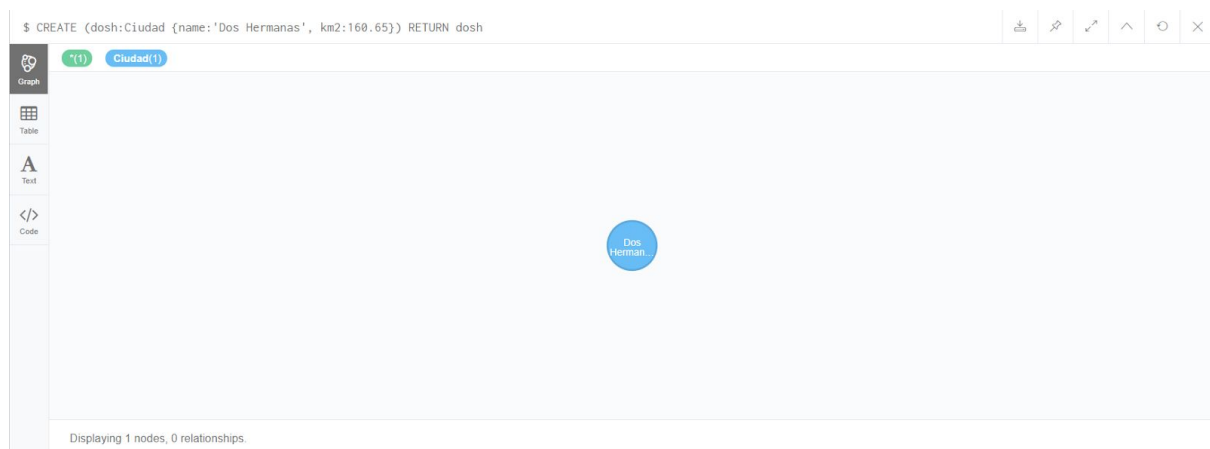 $ CREATE (dosh:Ciudad {name:'Dos Hermanas', km2:160.65}) RETURN dosh
*(1) Ciudad(1)
Graph
Table
A
Text
</>
Code
Dos
Herman...
Displaying 1 nodes, 0 relationships.